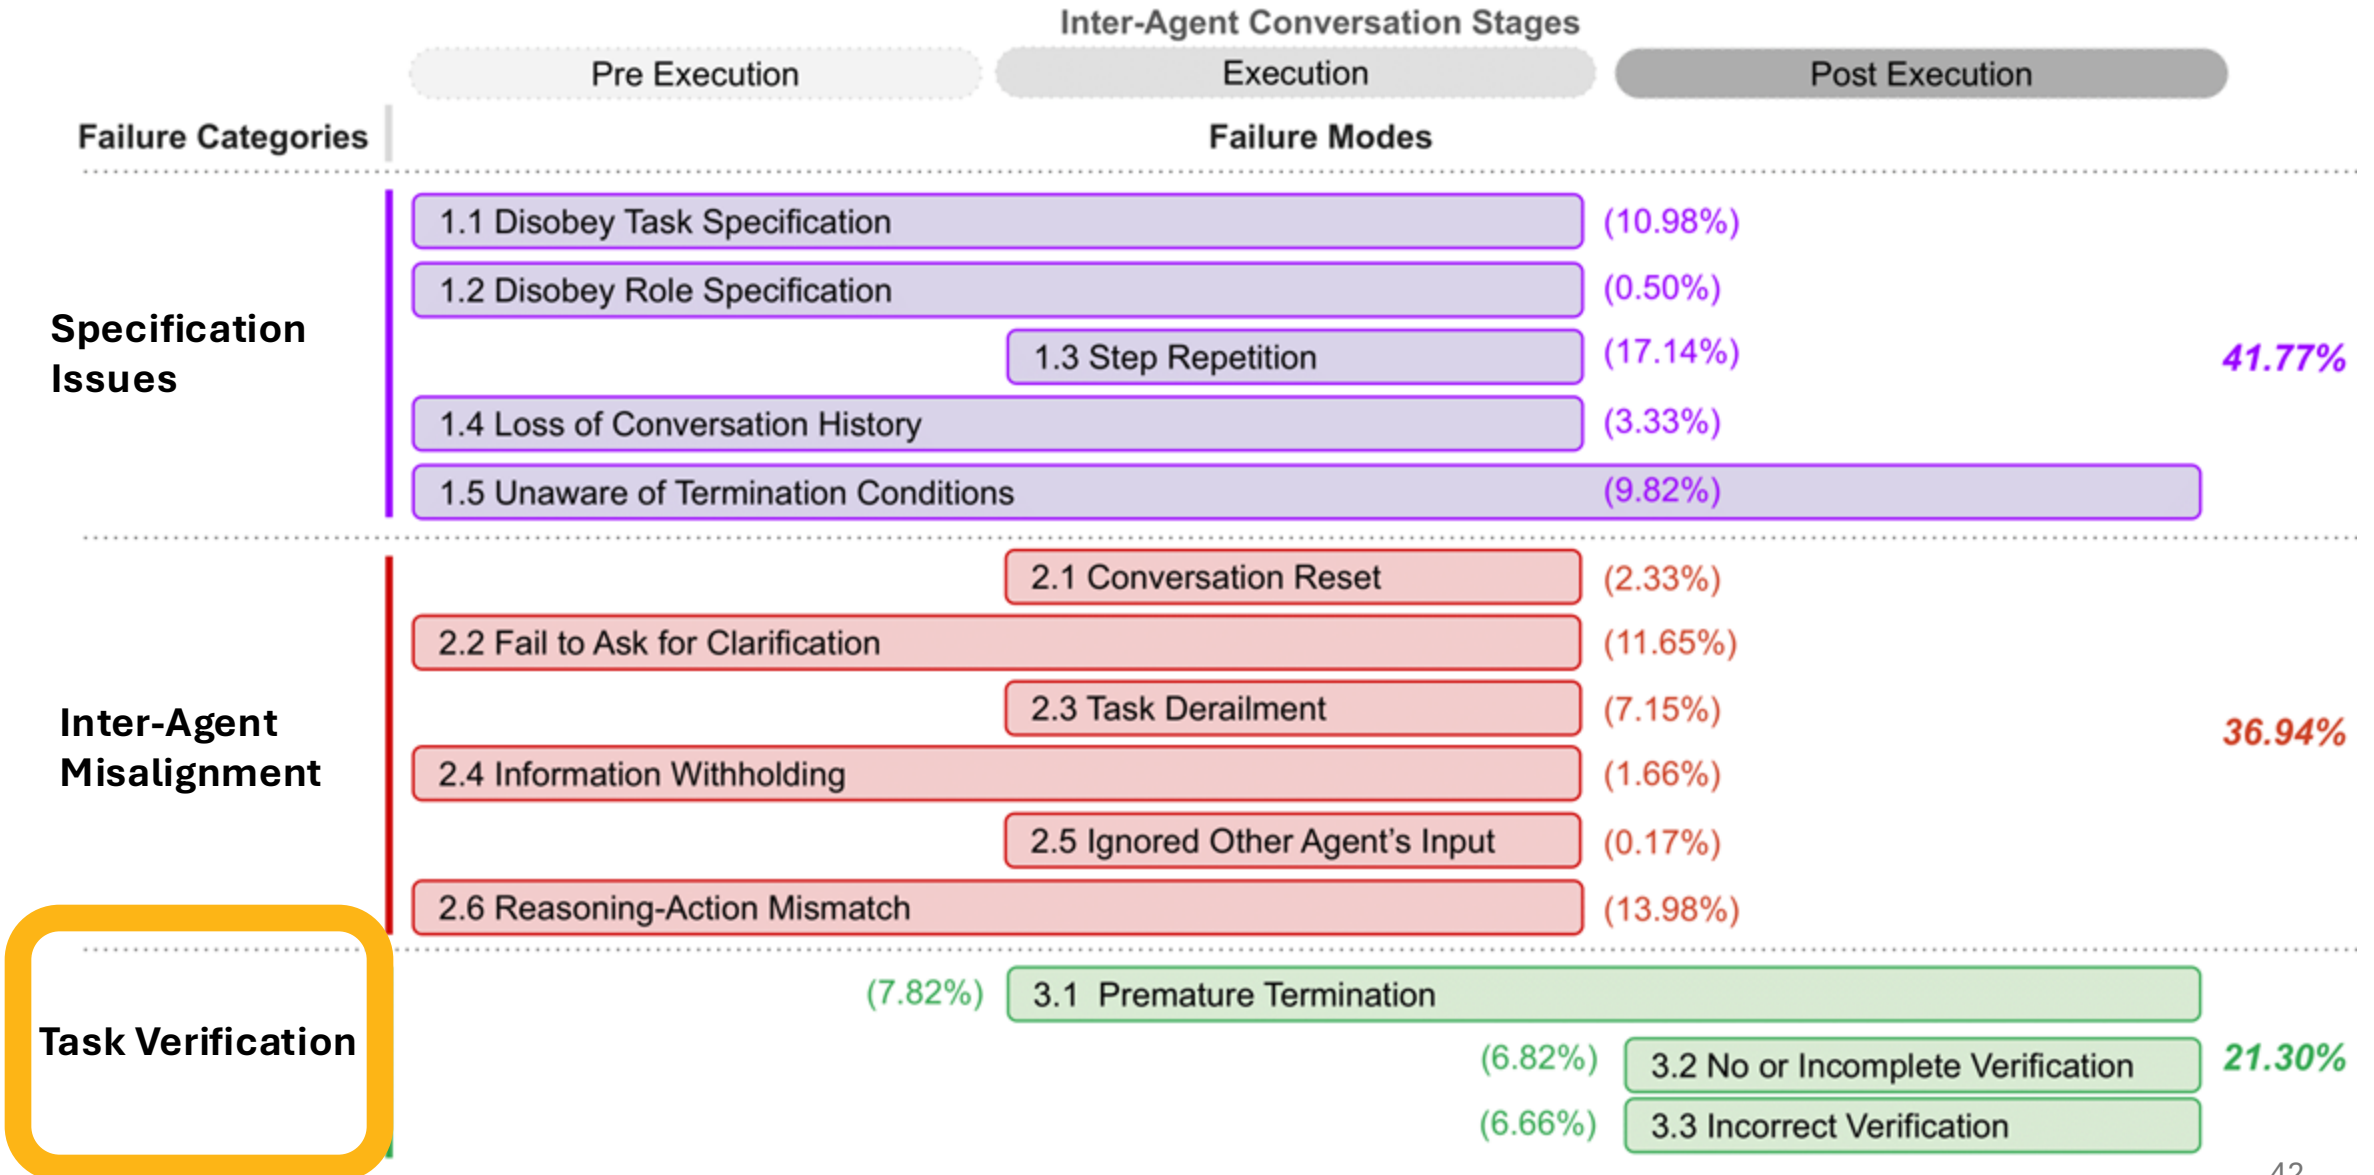 Inter-Agent Conversation Stages
Pre Execution
Execution
Post Execution
Failure Categories
Failure Modes
Specification
Issues
1.1 Disobey Task Specification (10.98%)
1.2 Disobey Role Specification (0.50%)
1.3 Step Repetition (17.14%)
1.4 Loss of Conversation History (3.33%)
1.5 Unaware of Termination Conditions (9.82%)
41.77%
Inter-Agent
Misalignment
2.1 Conversation Reset (2.33%)
2.2 Fail to Ask for Clarification (11.65%)
2.3 Task Derailment (7.15%)
2.4 Information Withholding (1.66%)
2.5 Ignored Other Agent’s Input (0.17%)
2.6 Reasoning-Action Mismatch (13.98%)
36.94%
Task Verification
(7.82%) 3.1 Premature Termination
(6.82%) 3.2 No or Incomplete Verification
(6.66%) 3.3 Incorrect Verification
21.30%
42